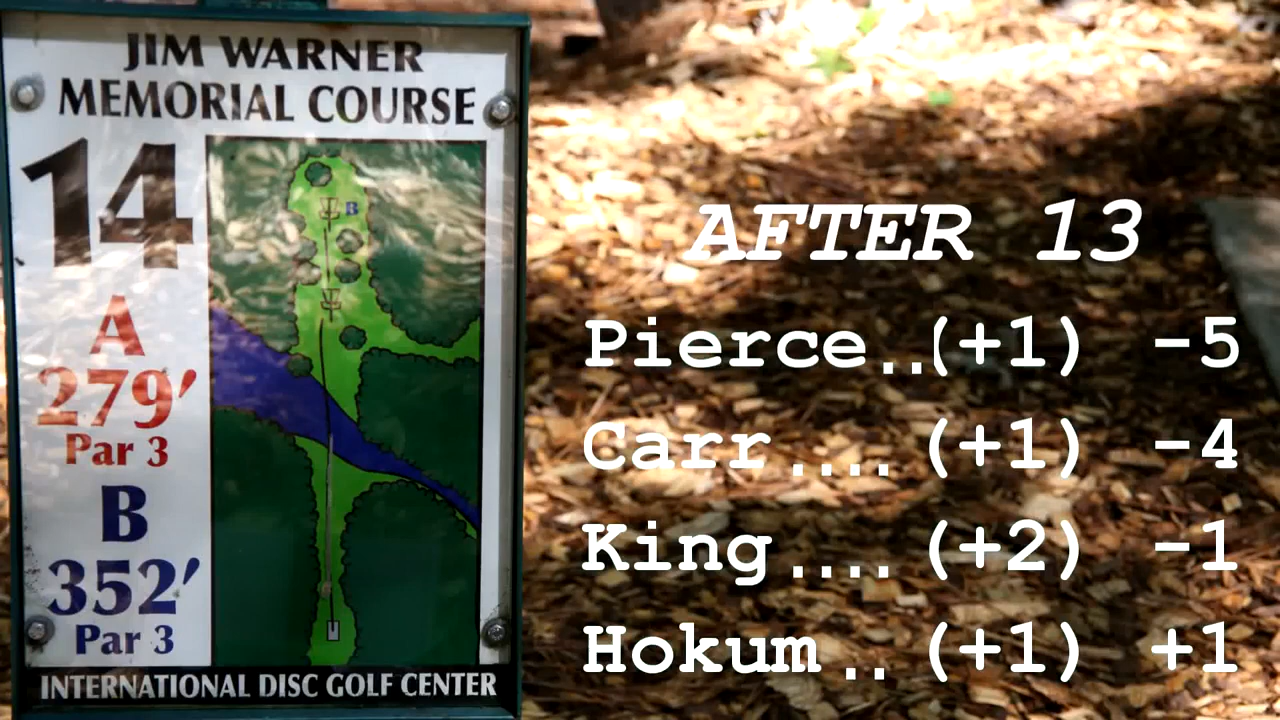 JIM WARNER
MEMORIAL COURSE
14
A
279'
Par 3
B
352'
Par 3
B
INTERNATIONAL DISC GOLF CENTER
AFTER 13
Pierce..(+1) -5
Carr.... (+1) -4
King.... (+2) -1
Hokum.. (+1) +1